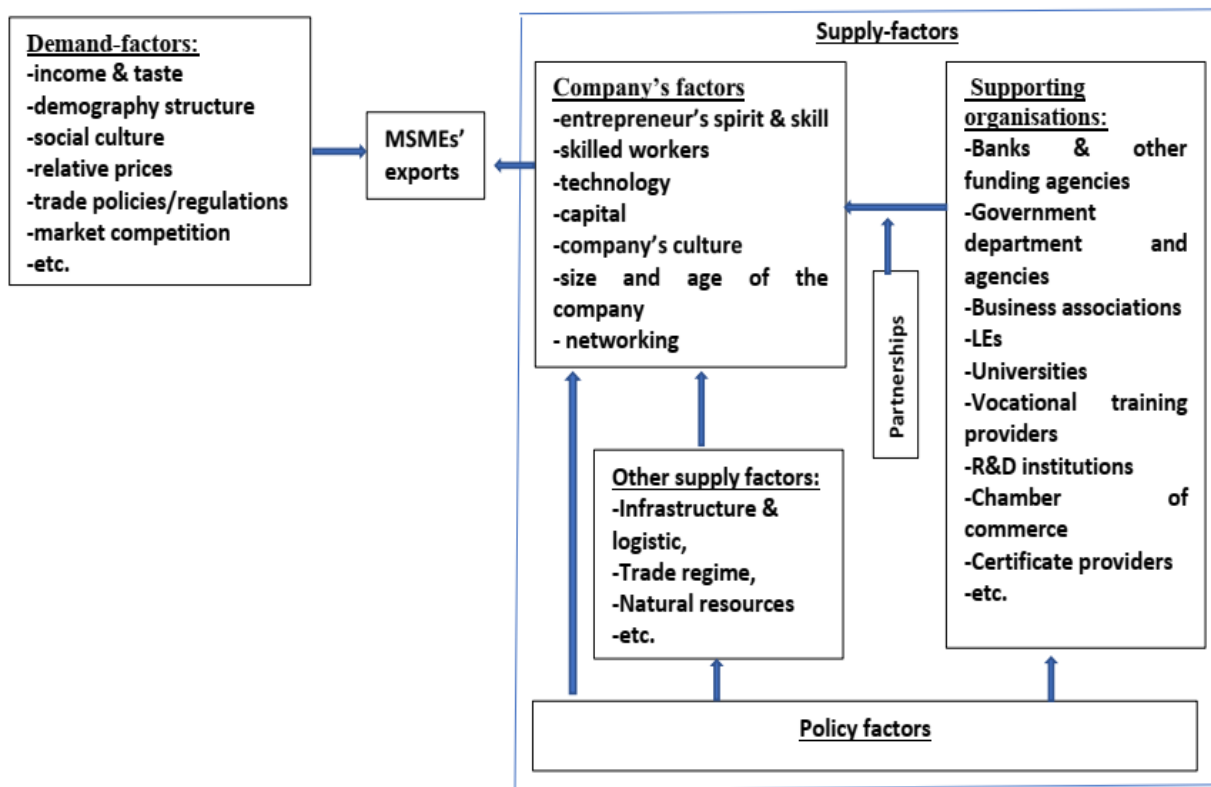 Demand-factors:
-income & taste
-demography structure
-social culture
-relative prices
-trade policies/regulations
-market competition
-etc.
MSMEs’
exports
Supply-factors
Company’s factors
-entrepreneur’s spirit & skill
-skilled workers
-technology
-capital
-company’s culture
-size and age of the
company
- networking
Supporting
organisations:
-Banks & other
funding agencies
-Government
department and
agencies
-Business associations
-LEs
-Universities
-Vocational training
providers
-R&D institutions
-Chamber of
commerce
-Certificate providers
-etc.
Partnerships
Other supply factors:
-Infrastructure &
logistic,
-Trade regime,
-Natural resources
-etc.
Policy factors